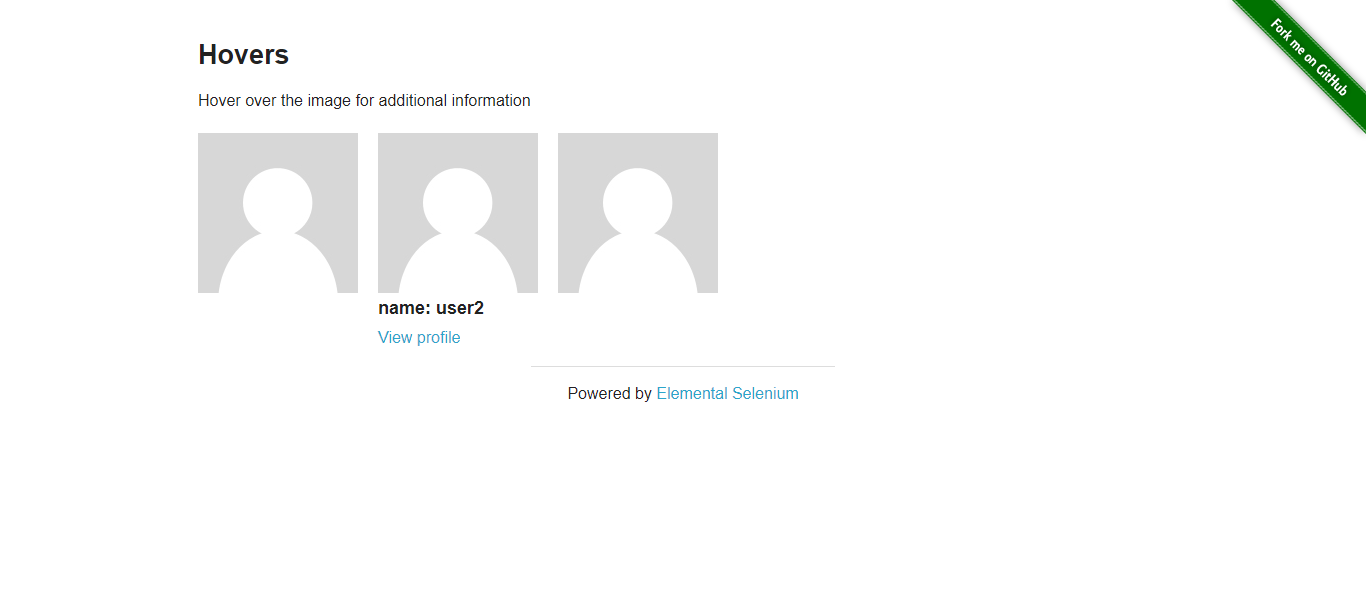 Hovers
Fork me on GitHub
Hover over the image for additional information
name: user2
View profile
Powered by Elemental Selenium